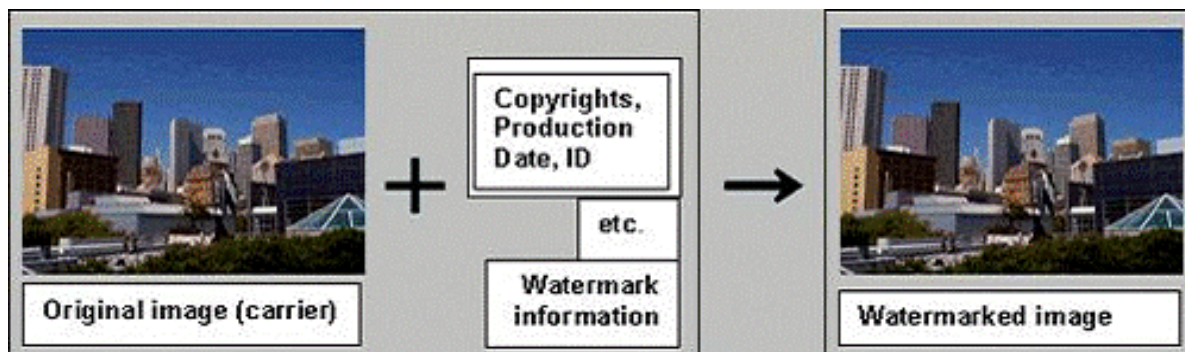 Copyrights,
Production
Date, ID
etc.
Watermark
information
Original image (carrier)
Watermarked image